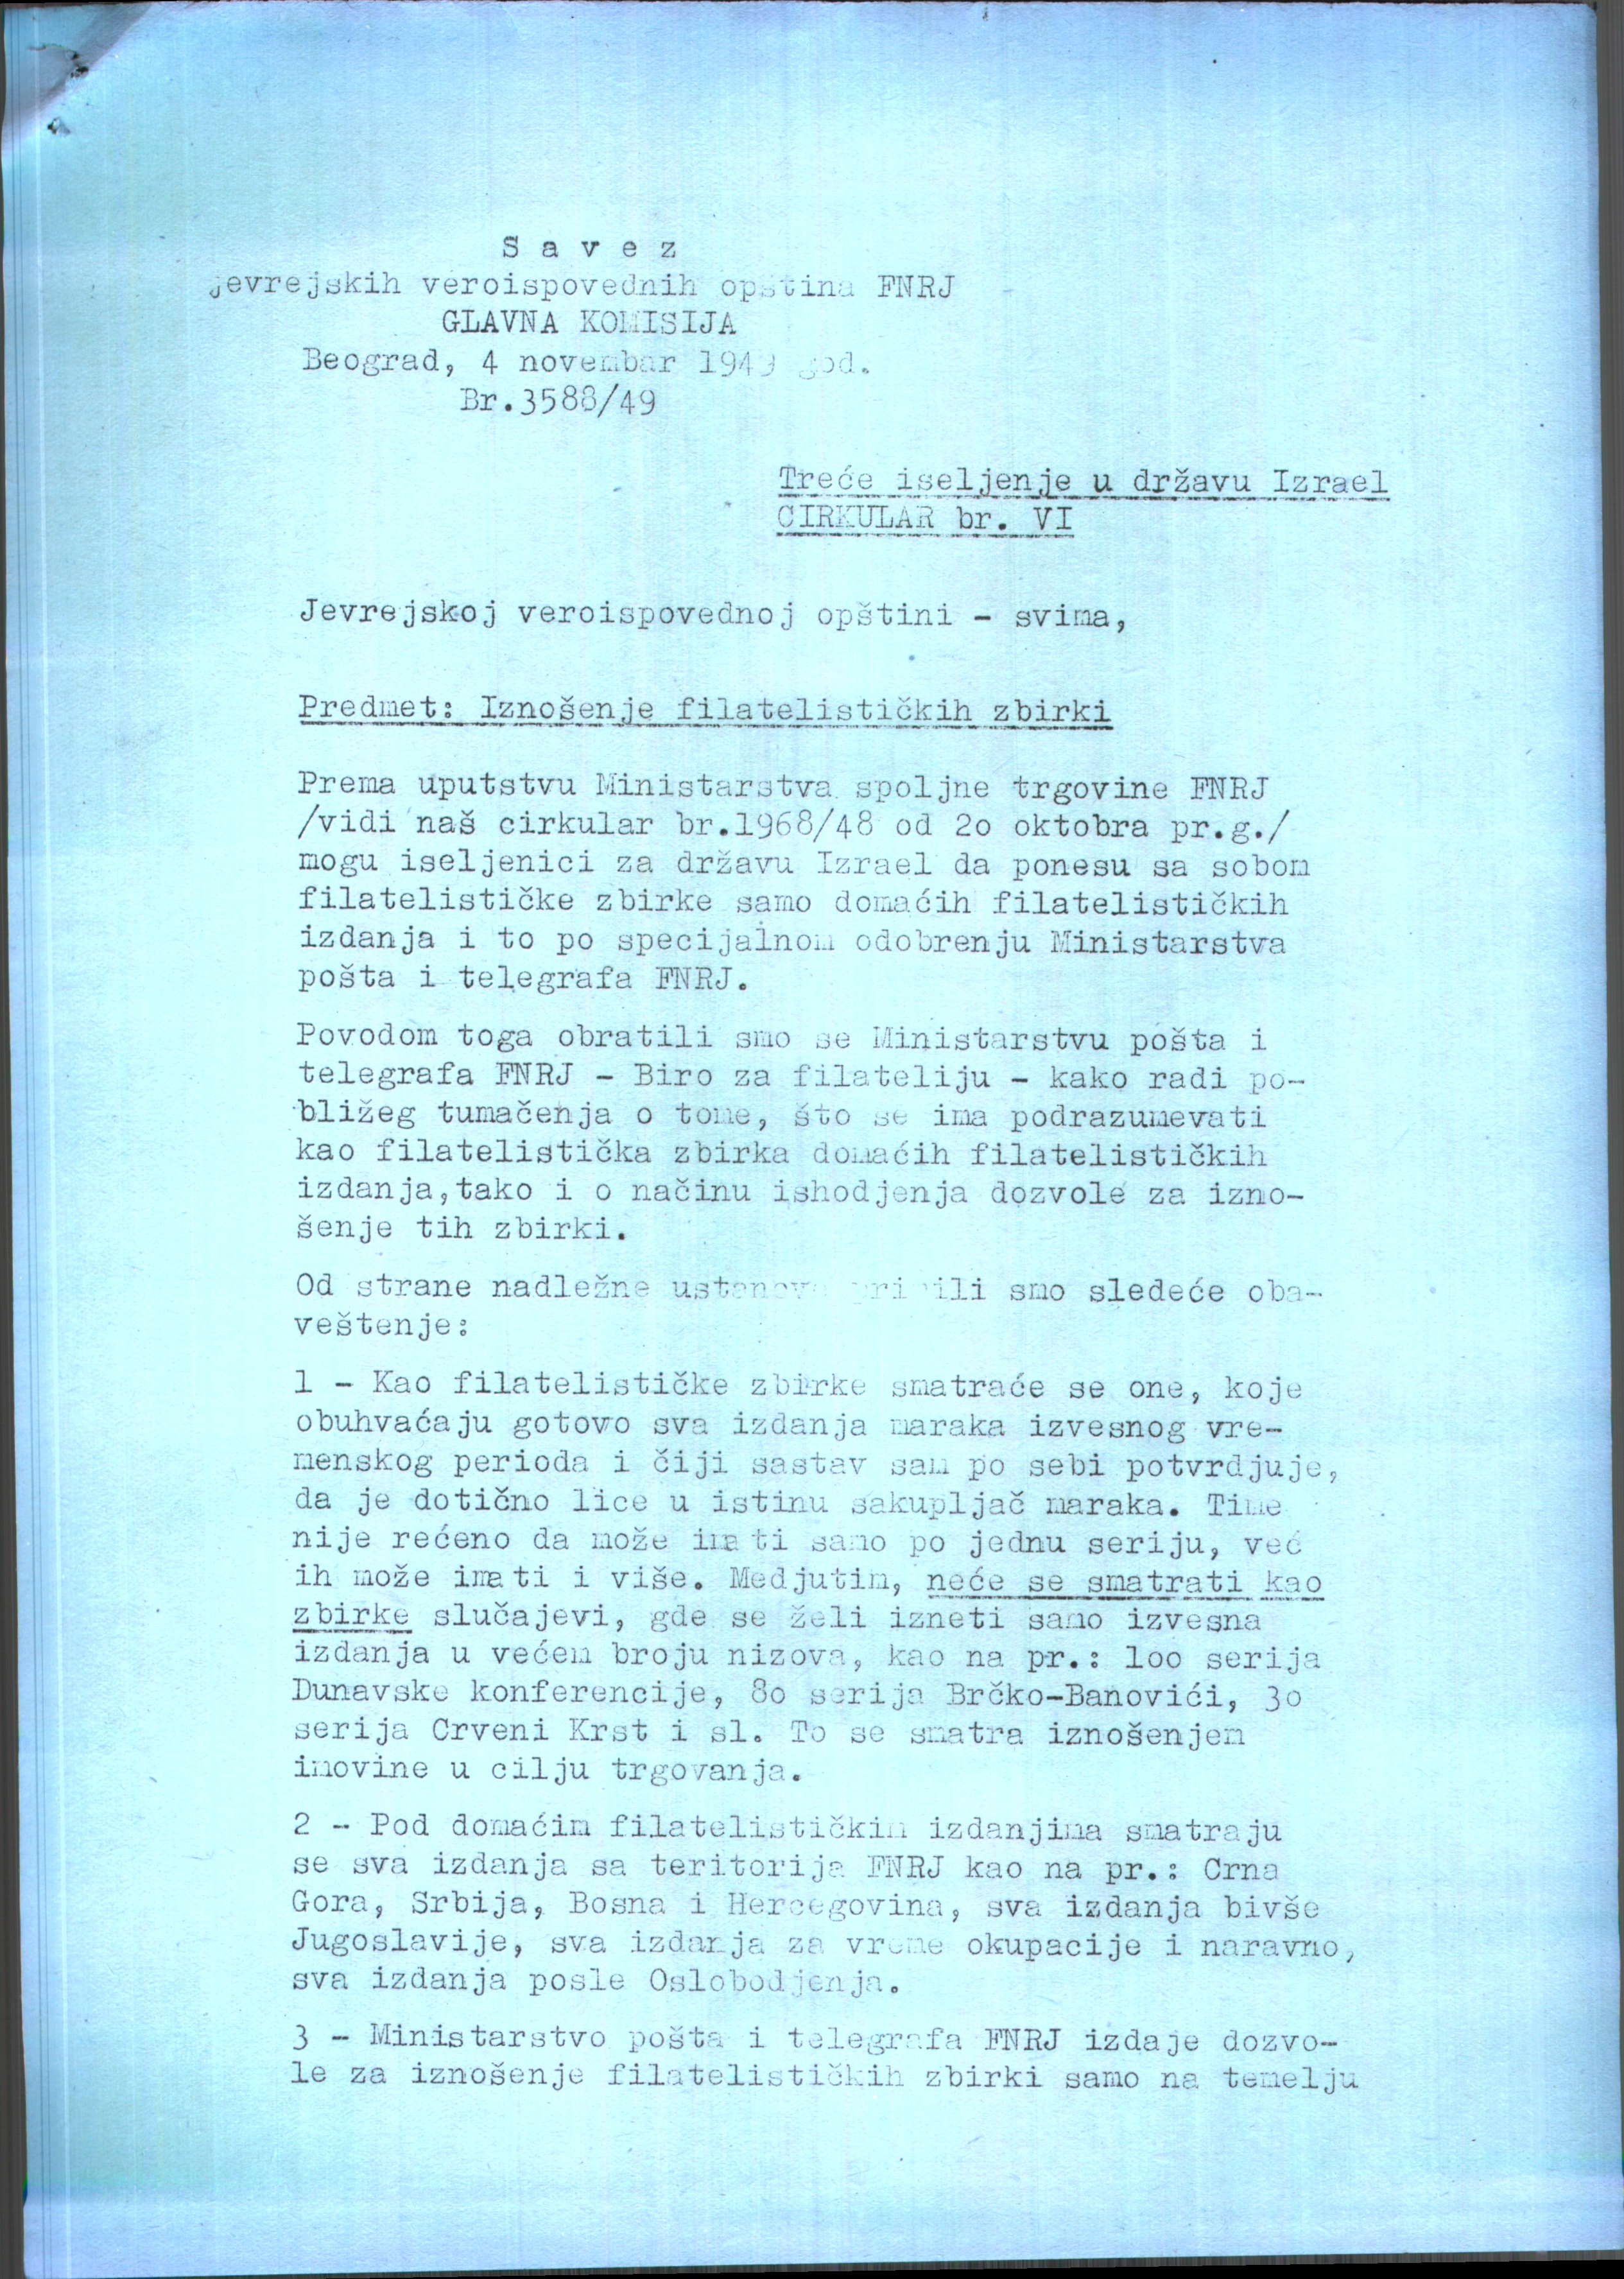 S a v e z
jevrejskih veroispovednih opština FNRJ
GLAVNA KOMISIJA
Beograd, 4 novembar 1949 god.
Br.3588/49
Treće iseljenje u državu Izrael
CIRKULAR br. VI
Jevrejskoj veroispovednoj opštini - svima,
Predmet: Iznošenje filatelističkih zbirki
Prema uputstvu Ministarstva spoljne trgovine FNRJ
/vidi naš cirkular br.1968/48 od 2o oktobra pr.g./
mogu iseljenici za državu Izrael da ponesu sa sobom
filatelističke zbirke samo domaćih filatelističkih
izdanja i to po specijalnom odobrenju Ministarstva
pošta i telegrafa FNRJ.
Povodom toga obratili smo se Ministarstvu pošta i
telegrafa FNRJ - Biro za filateliju - kako radi po-
bližeg tumačenja o tome, što se ima podrazumevati
kao filatelistička zbirka domaćih filatelističkih
izdanja,tako i o načinu ishodjenja dozvole za izno-
šenje tih zbirki.
Od strane nadležne ustanove primili smo sledeće oba-
veštenje:
1 - Kao filatelističke zbirke smatraće se one, koje
obuhvaćaju gotovo sva izdanja maraka izvesnog vre-
menskog perioda i čiji sastav sam po sebi potvrdjuje,
da je dotično lice u istinu sakupljač maraka. Time
nije rećeno da može imati samo po jednu seriju, već
ih može imati i više. Medjutim, neće se smatrati kao
zbirke slučajevi, gde se želi izneti samo izvesna
izdanja u većem broju nizova, kao na pr.: loo serija
Dunavske konferencije, 8o serija Brčko-Banovići, 3o
serija Crveni Krst i sl. To se smatra iznošenjem
imovine u cilju trgovanja.
2 - Pod domaćim filatelističkim izdanjima smatraju
se sva izdanja sa teritorija FNRJ kao na pr.: Crna
Gora, Srbija, Bosna i Hercegovina, sva izdanja bivše
Jugoslavije, sva izdanja za vreme okupacije i naravno,
sva izdanja posle Oslobodjenja.
3 - Ministarstvo pošta i telegrafa FNRJ izdaje dozvo-
le za iznošenje filatelističkih zbirki samo na temelju